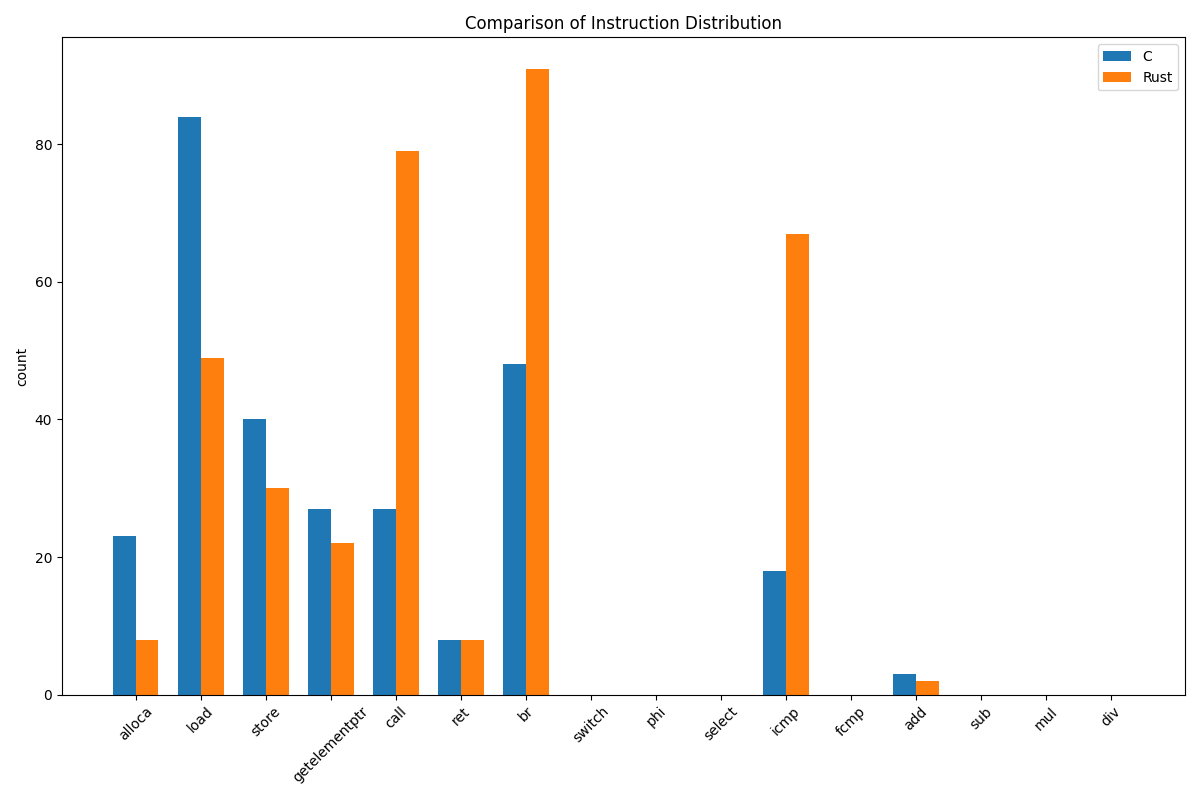 Comparison of Instruction Distribution
C
Rust
count
80
60
40
20
0
alloca
load
store
getelementptr
call
ret
br
switch
phi
select
icmp
fcmp
add
sub
mul
div